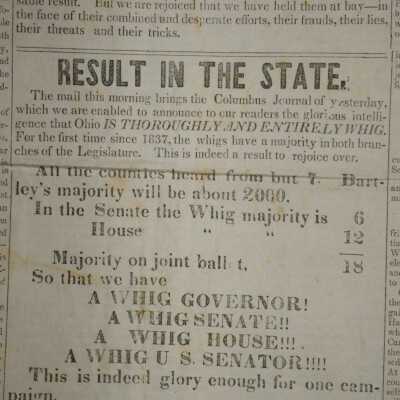 sable result. But we are rejoiced that we have held them at bay—in
the face of their combined and desperate efforts, their frauds, their lies,
their threats and their tricks.
RESULT IN THE STATE.
The mail this morning brings the Columbus Journal of yesterday,
which we are enabled to announce to our readers the glorious intelli-
gence that Ohio IS THOROUGHLY AND ENTIRELY WHIG.
For the first time since 1837, the whigs have a majority in both bran-
ches of the Legislature. This is indeed a result to rejoice over.
All the counties heard from but 7. Bart-
ley's majority will be about 2000.
In the Senate the Whig majority is 6
House " " 12
Majority on joint ballot, 18
So that we have
A WHIG GOVERNOR!
A WHIG SENATE!!
A WHIG HOUSE!!!
A WHIG U S. SENATOR!!!!
This is indeed glory enough for one cam-
paign.